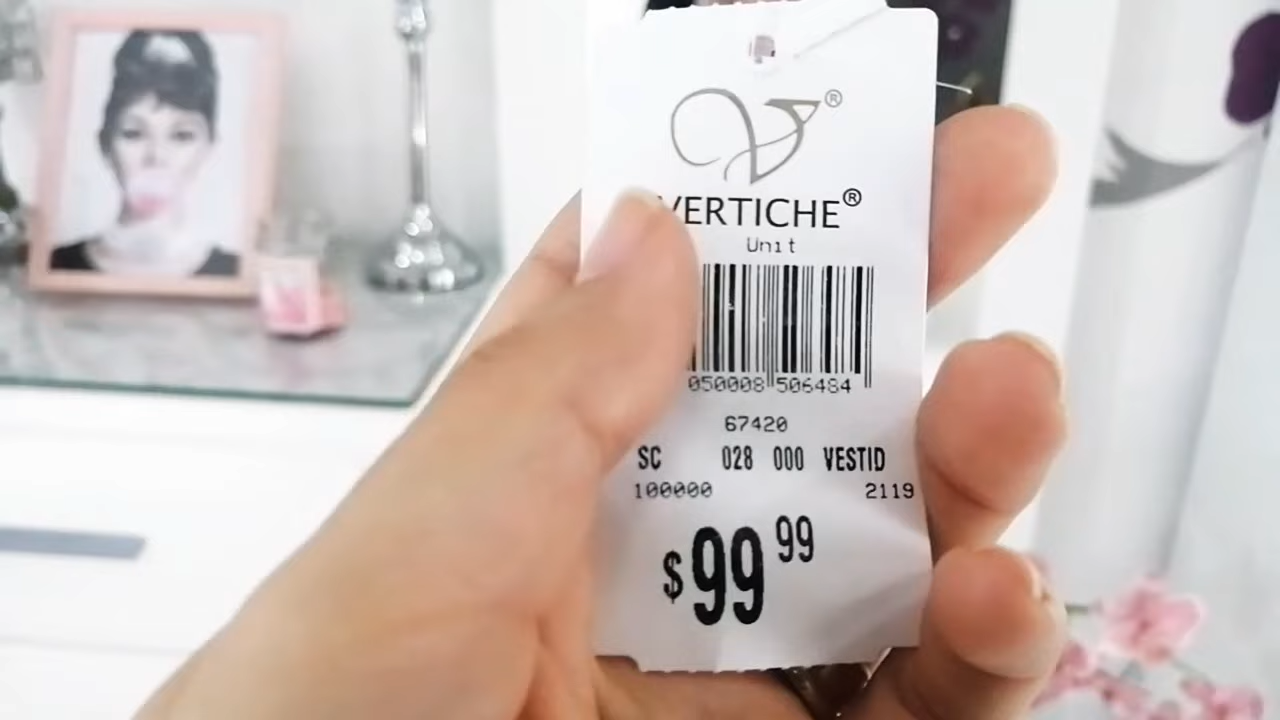 VERTICHE®
Unit
050008 506484
67420
SC 028 000 VESTID
100000 2119
$99 99